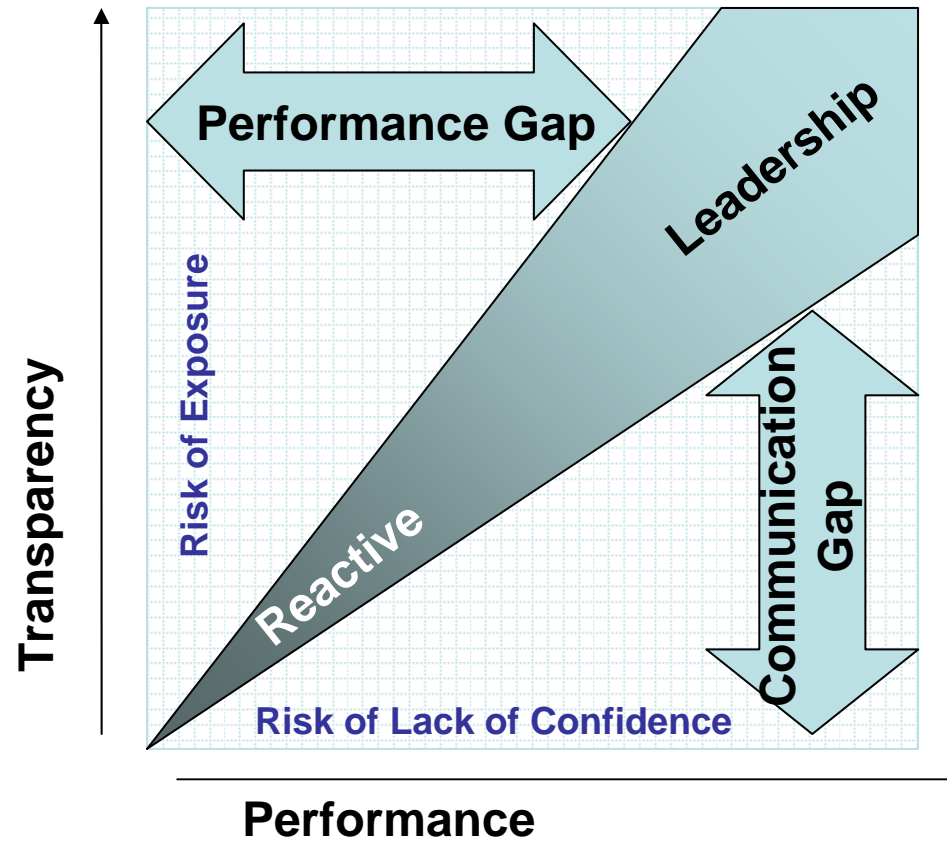 Performance Gap
Leadership
Risk of Exposure
Transparency
Communication
Gap
Reactive
Risk of Lack of Confidence
Performance